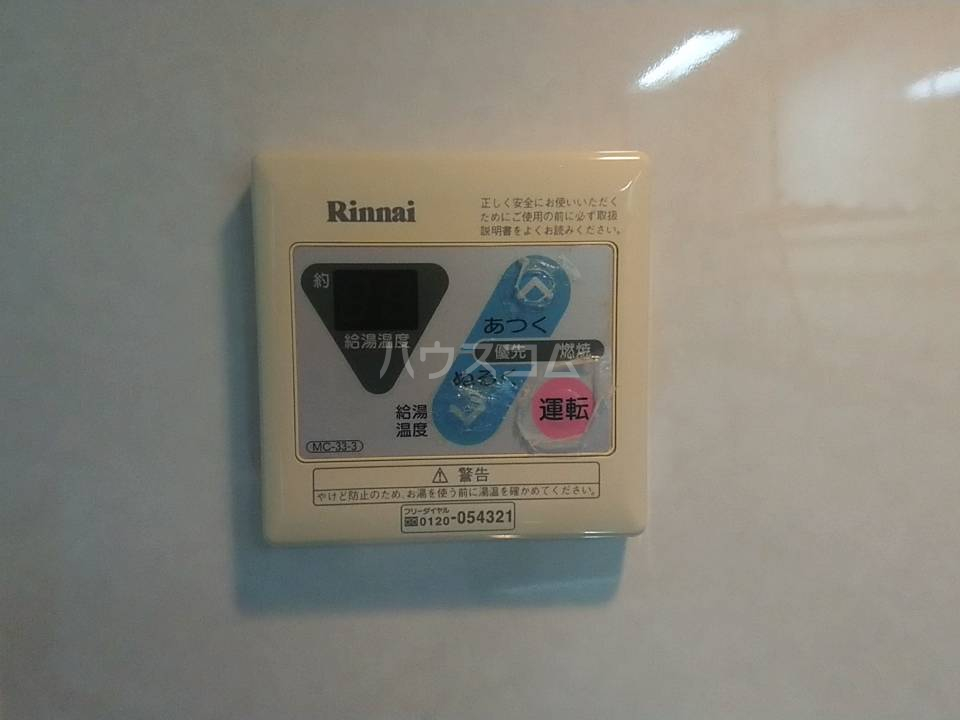 Rinnai
正しく安全にお使いいただく
ためにご使用の前に必ず取扱
説明書をよくお読みください。
約
給湯温度
あつく
優先 燃焼
ハウスコム
ぬるく
運転
給湯
温度
MC-33-3
⚠ 警告
やけど防止のため、お湯を使う前に湯温を確かめてください。
フリーダイヤル
0120-054321